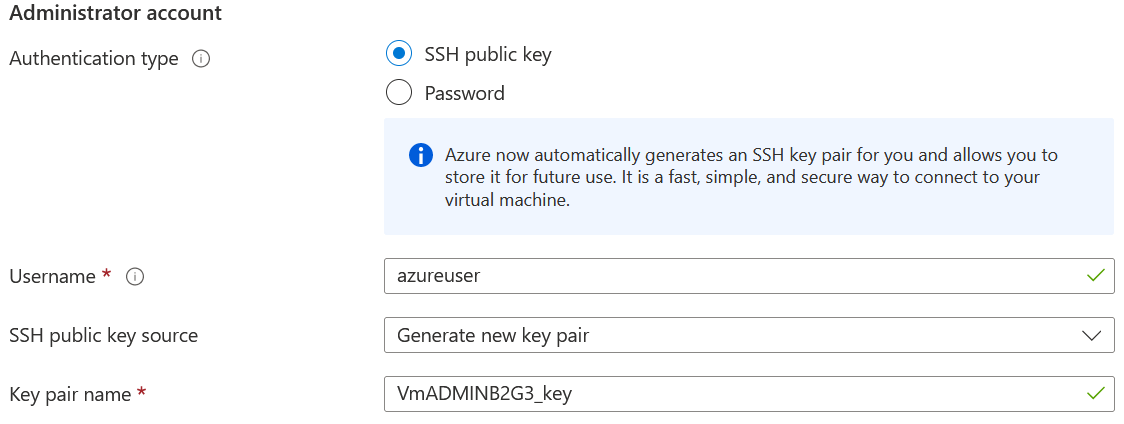 Administrator account
Authentication type
SSH public key
Password
Azure now automatically generates an SSH key pair for you and allows you to
store it for future use. It is a fast, simple, and secure way to connect to your
virtual machine.
Username *
azureuser
SSH public key source
Generate new key pair
Key pair name *
VmADMINB2G3_key